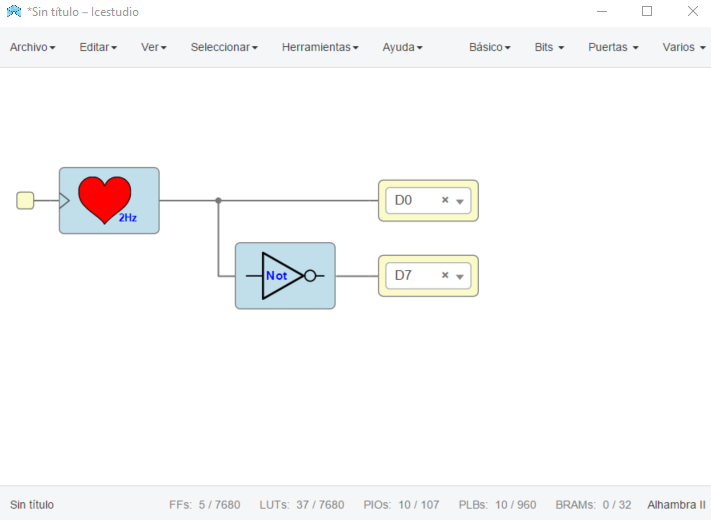 *Sin título – Icestudio
Archivo Editar Ver Seleccionar Herramientas Ayuda Básico Bits Puertas Varios
2Hz
D0
Not
D7
Sin título FFs: 5 / 7680 LUTs: 37 / 7680 PIOs: 10 / 107 PLBs: 10 / 960 BRAMs: 0 / 32 Alhambra II